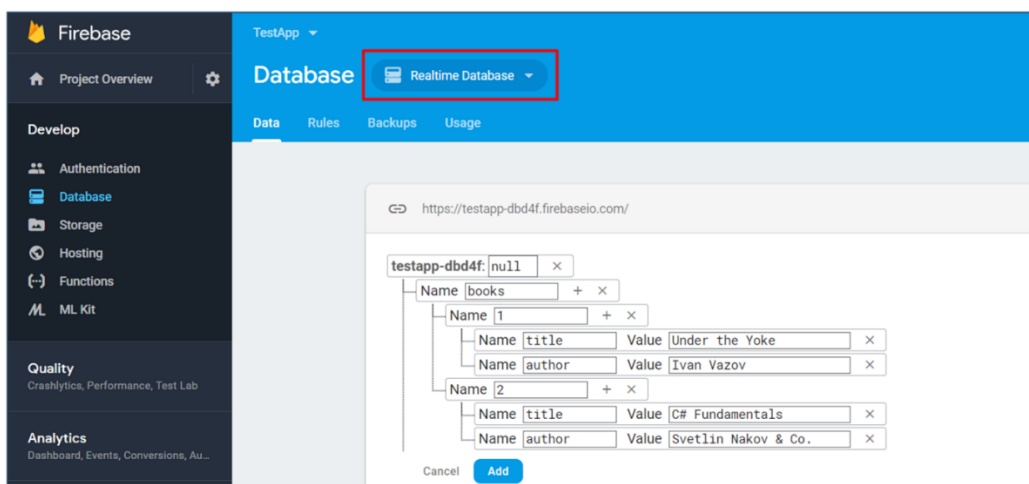 Firebase
Project Overview
Develop
Authentication
Database
Storage
Hosting
Functions
ML Kit
Quality
Crashlytics, Performance, Test Lab
Analytics
Dashboard, Events, Conversions, Au...
TestApp
Database Realtime Database
Data Rules Backups Usage
https://testapp-dbd4f.firebaseio.com/
testapp-dbd4f: null ×
Name books + ×
Name 1 + ×
Name title Value Under the Yoke ×
Name author Value Ivan Vazov ×
Name 2 + ×
Name title Value C# Fundamentals ×
Name author Value Svetlin Nakov & Co. ×
Cancel Add